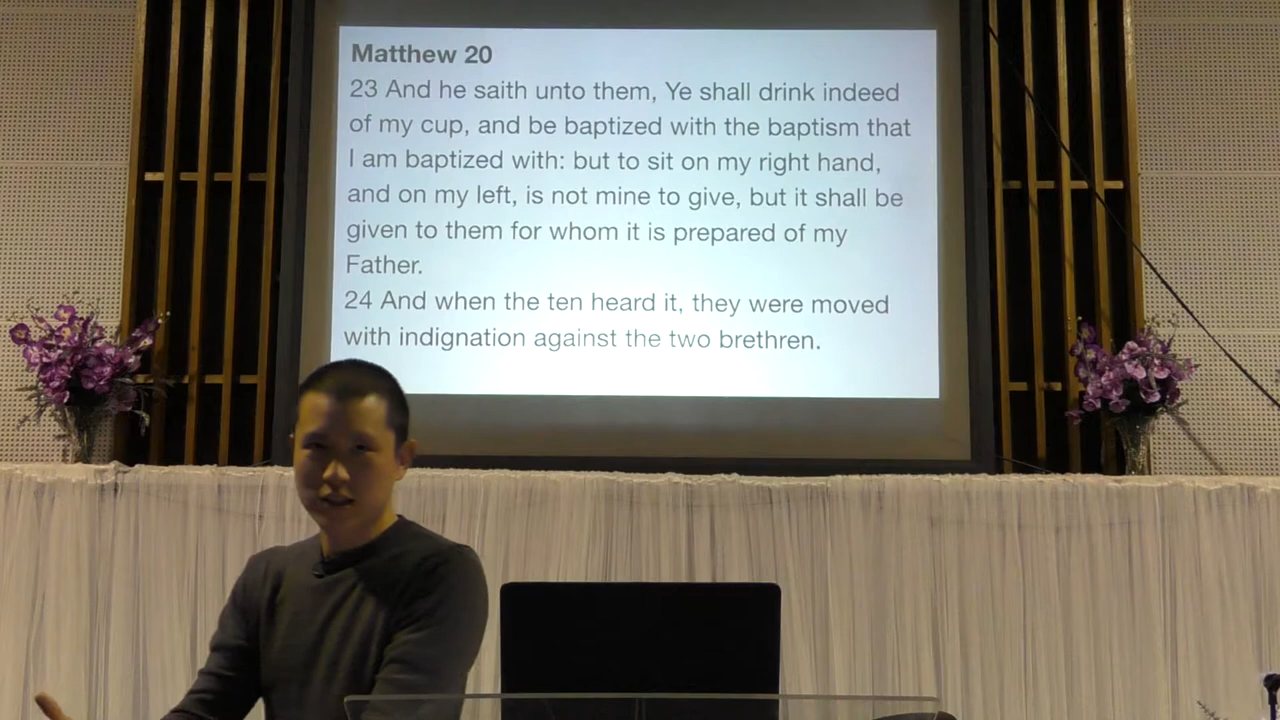 Matthew 20
23 And he saith unto them, Ye shall drink indeed
of my cup, and be baptized with the baptism that
I am baptized with: but to sit on my right hand,
and on my left, is not mine to give, but it shall be
given to them for whom it is prepared of my
Father.
24 And when the ten heard it, they were moved
with indignation against the two brethren.